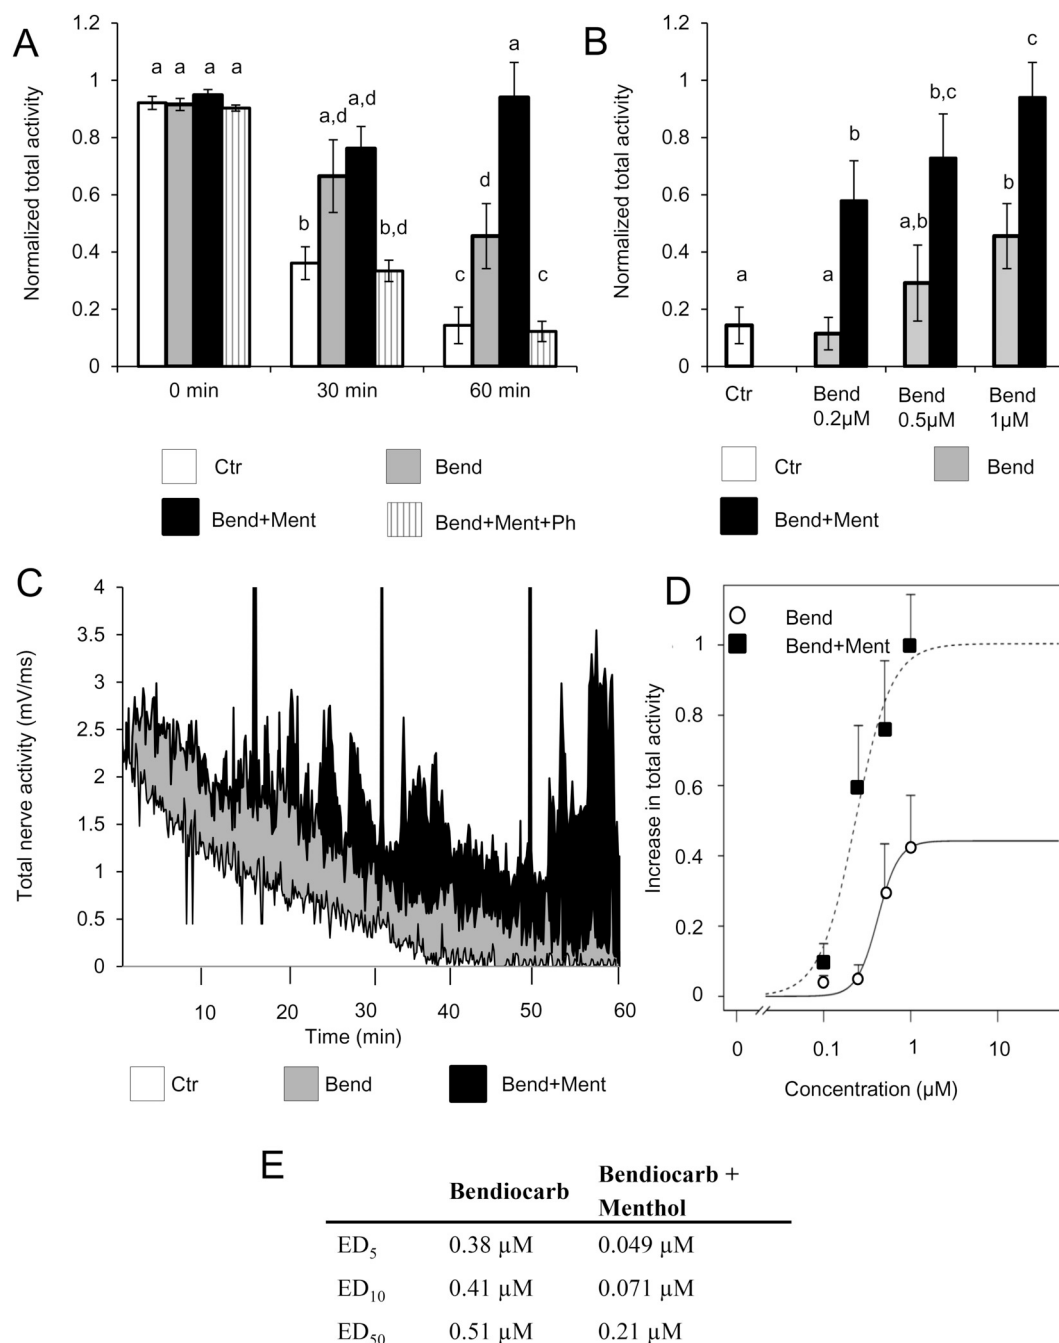 A
Normalized total activity
1.2
1
0.8
0.6
0.4
0.2
0
a a a a
b a,d a,d b,d
c d a c
0 min 30 min 60 min
Ctr Bend
Bend+Ment Bend+Ment+Ph
B
Normalized total activity
1.2
1
0.8
0.6
0.4
0.2
0
a a b a,b b,c b c
Ctr Bend Bend Bend
0.2µM 0.5µM 1µM
Ctr Bend
Bend+Ment
C
Total nerve activity (mV/ms)
4
3.5
3
2.5
2
1.5
1
0.5
0
10 20 30 40 50 60
Time (min)
Ctr Bend Bend+Ment
D
Bend
Bend+Ment
Increase in total activity
1
0.8
0.6
0.4
0.2
0
0 0.1 1 10
Concentration (µM)
E
Bendiocarb Bendiocarb +
Menthol
ED5 0.38 µM 0.049 µM
ED10 0.41 µM 0.071 µM
ED50 0.51 µM 0.21 µM